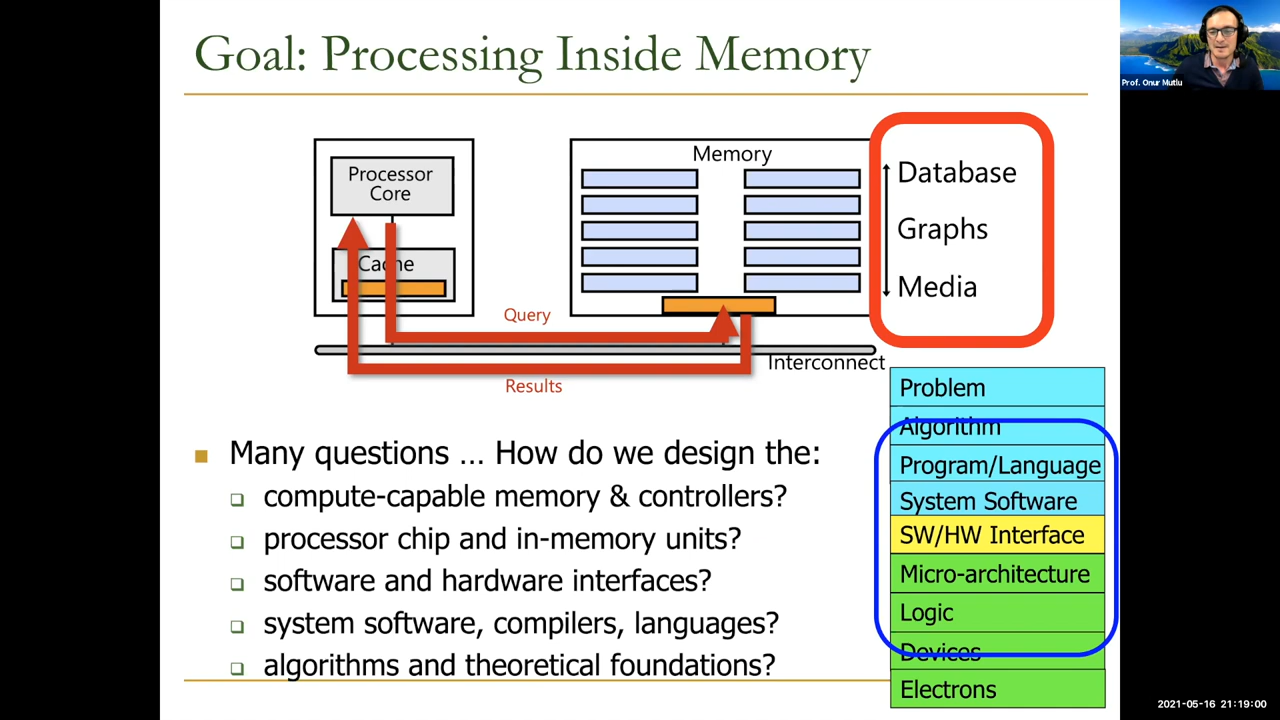 Goal: Processing Inside Memory
Prof. Onur Mutlu
Processor
Core
Cache
Memory
Database
Graphs
Media
Query
Interconnect
Results
Problem
Algorithm
Program/Language
System Software
SW/HW Interface
Micro-architecture
Logic
Devices
Electrons
Many questions … How do we design the:
compute-capable memory & controllers?
processor chip and in-memory units?
software and hardware interfaces?
system software, compilers, languages?
algorithms and theoretical foundations?
2021-05-16 21:19:00